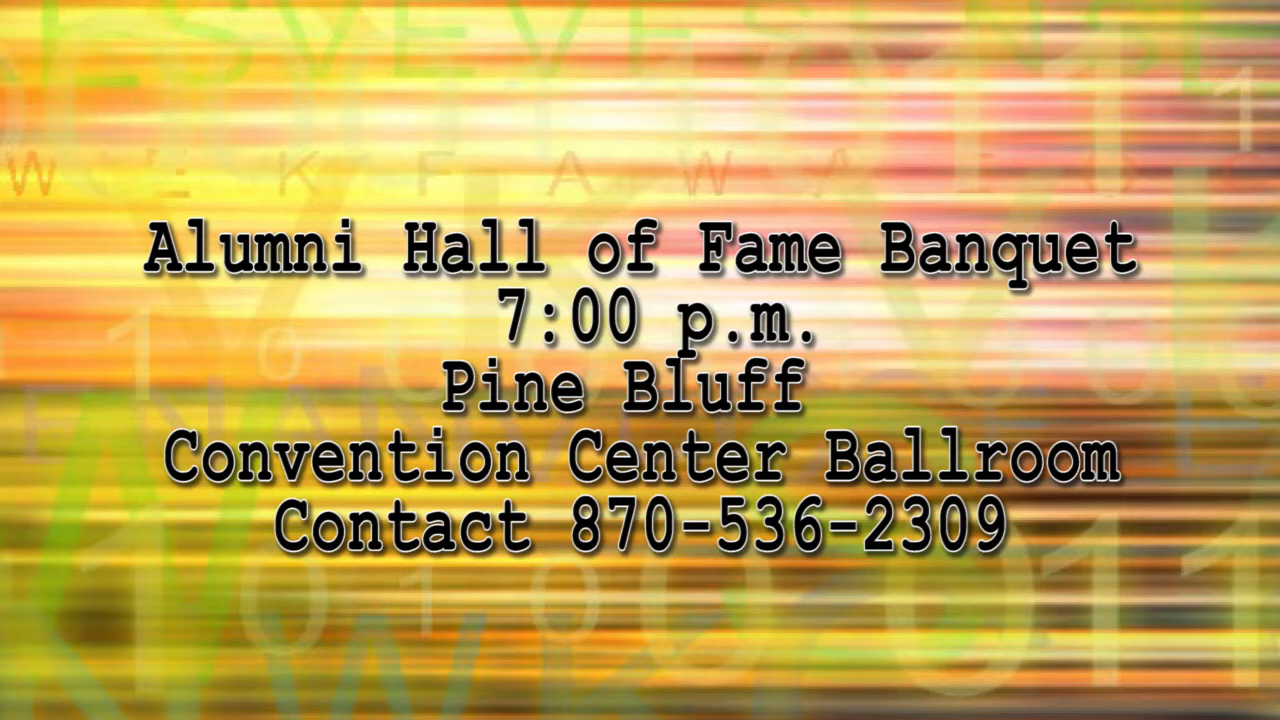 Alumni Hall of Fame Banquet
7:00 p.m.
Pine Bluff
Convention Center Ballroom
Contact 870-536-2309